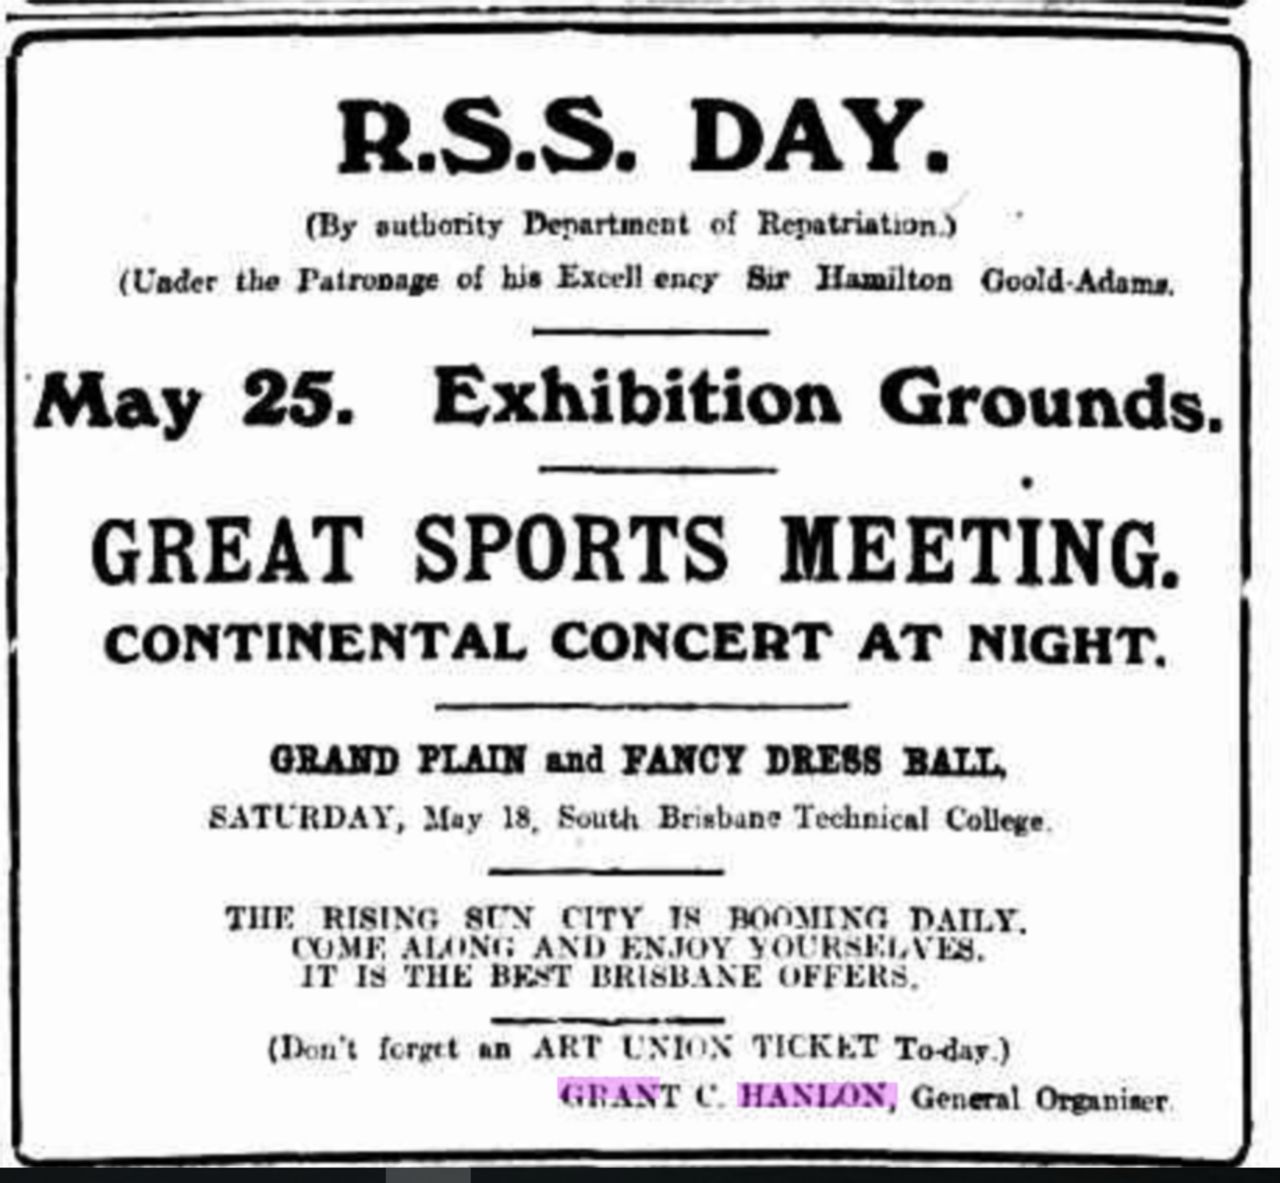 R.S.S. DAY.
(By authority Department of Repatriation.)
(Under the Patronage of his Excell ency Sir Hamilton Goold-Adams.
May 25. Exhibition Grounds.
GREAT SPORTS MEETING.
CONTINENTAL CONCERT AT NIGHT.
GRAND PLAIN and FANCY DRESS BALL,
SATURDAY, May 18, South Brisbane Technical College.
THE RISING SUN CITY IS BOOMING DAILY.
COME ALONG AND ENJOY YOURSELVES.
IT IS THE BEST BRISBANE OFFERS.
(Don't forget an ART UNION TICKET To-day.)
GRANT C. HANLON, General Organiser.